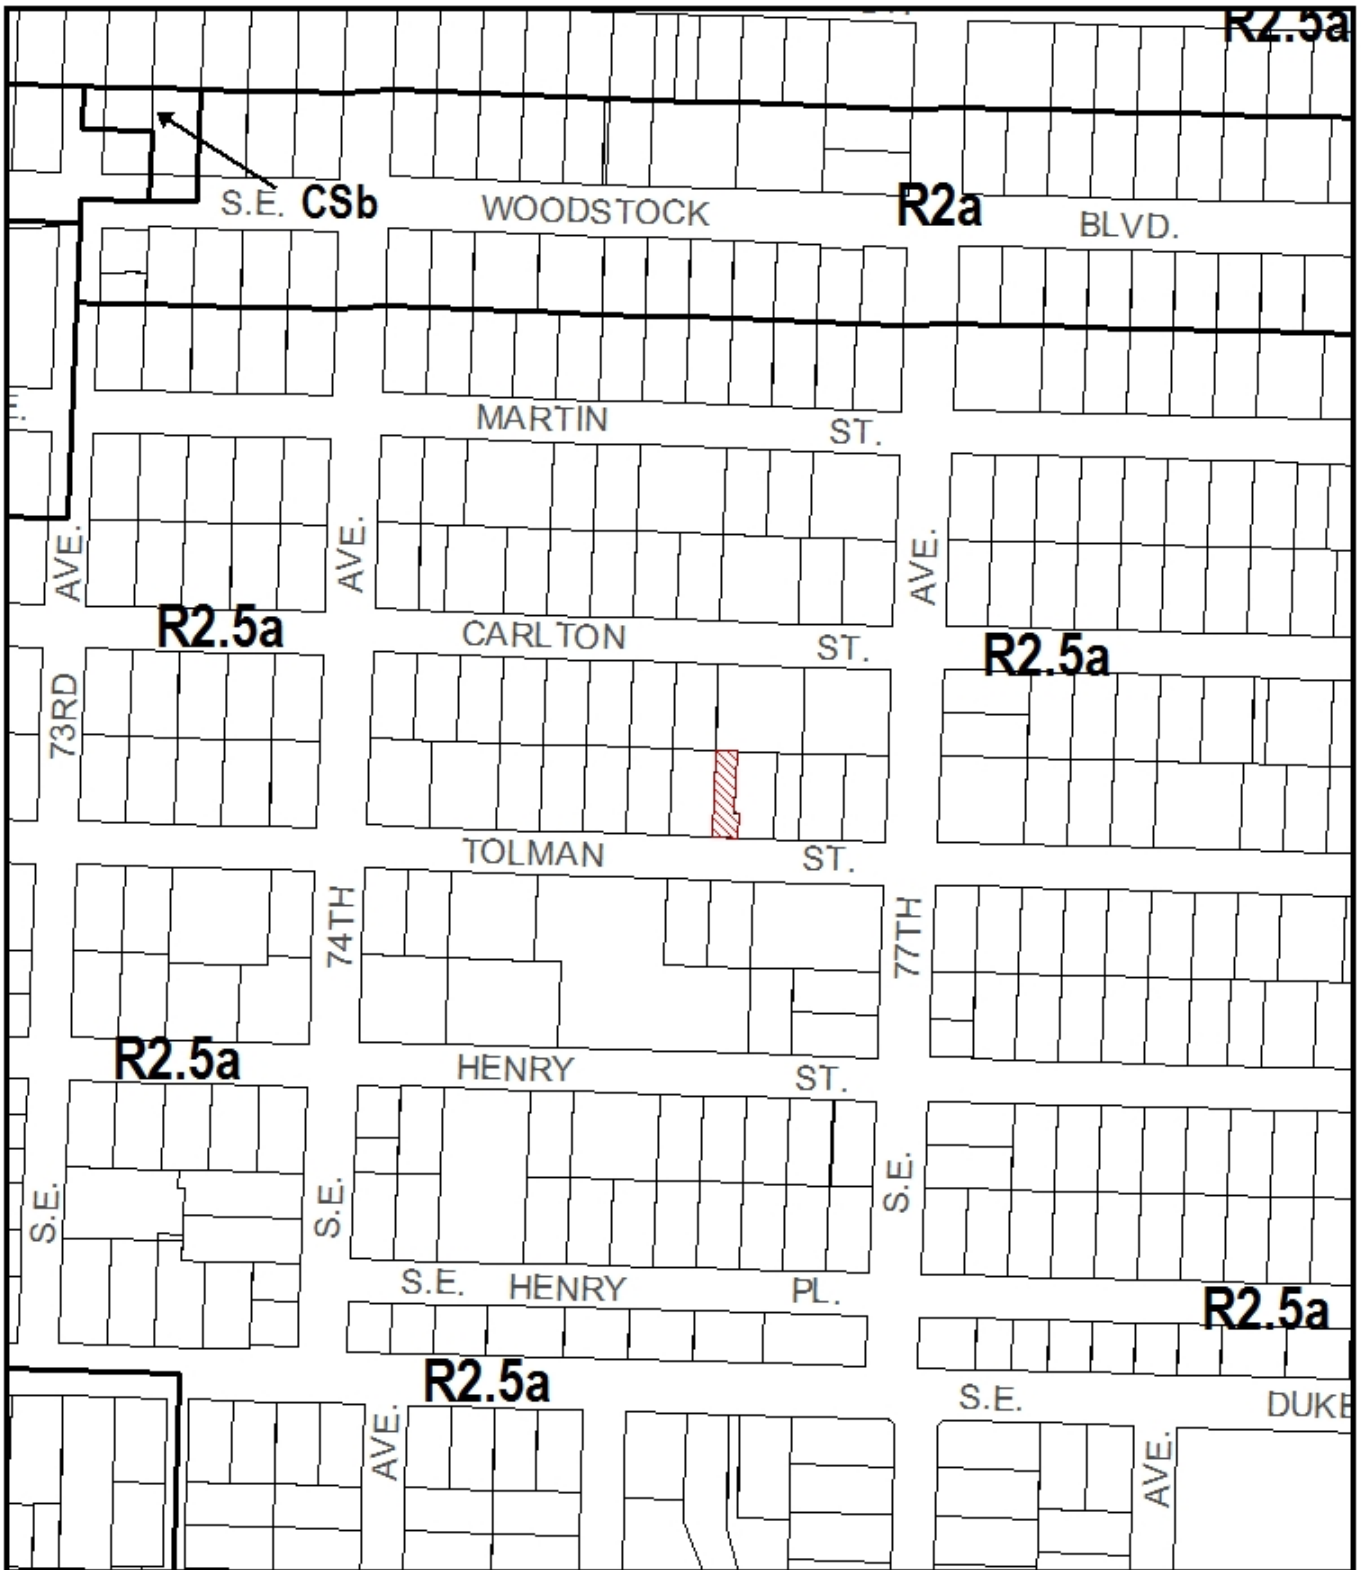 R2.5a
S.E. CSb
WOODSTOCK
R2a
BLVD.
E.
MARTIN
ST.
AVE.
AVE.
AVE.
R2.5a
CARLTON
ST.
R2.5a
73RD
TOLMAN
ST.
74TH
77TH
R2.5a
HENRY
ST.
S.E.
S.E.
S.E.
S.E. HENRY
PL.
R2.5a
R2.5a
S.E.
DUKE
AVE.
AVE.